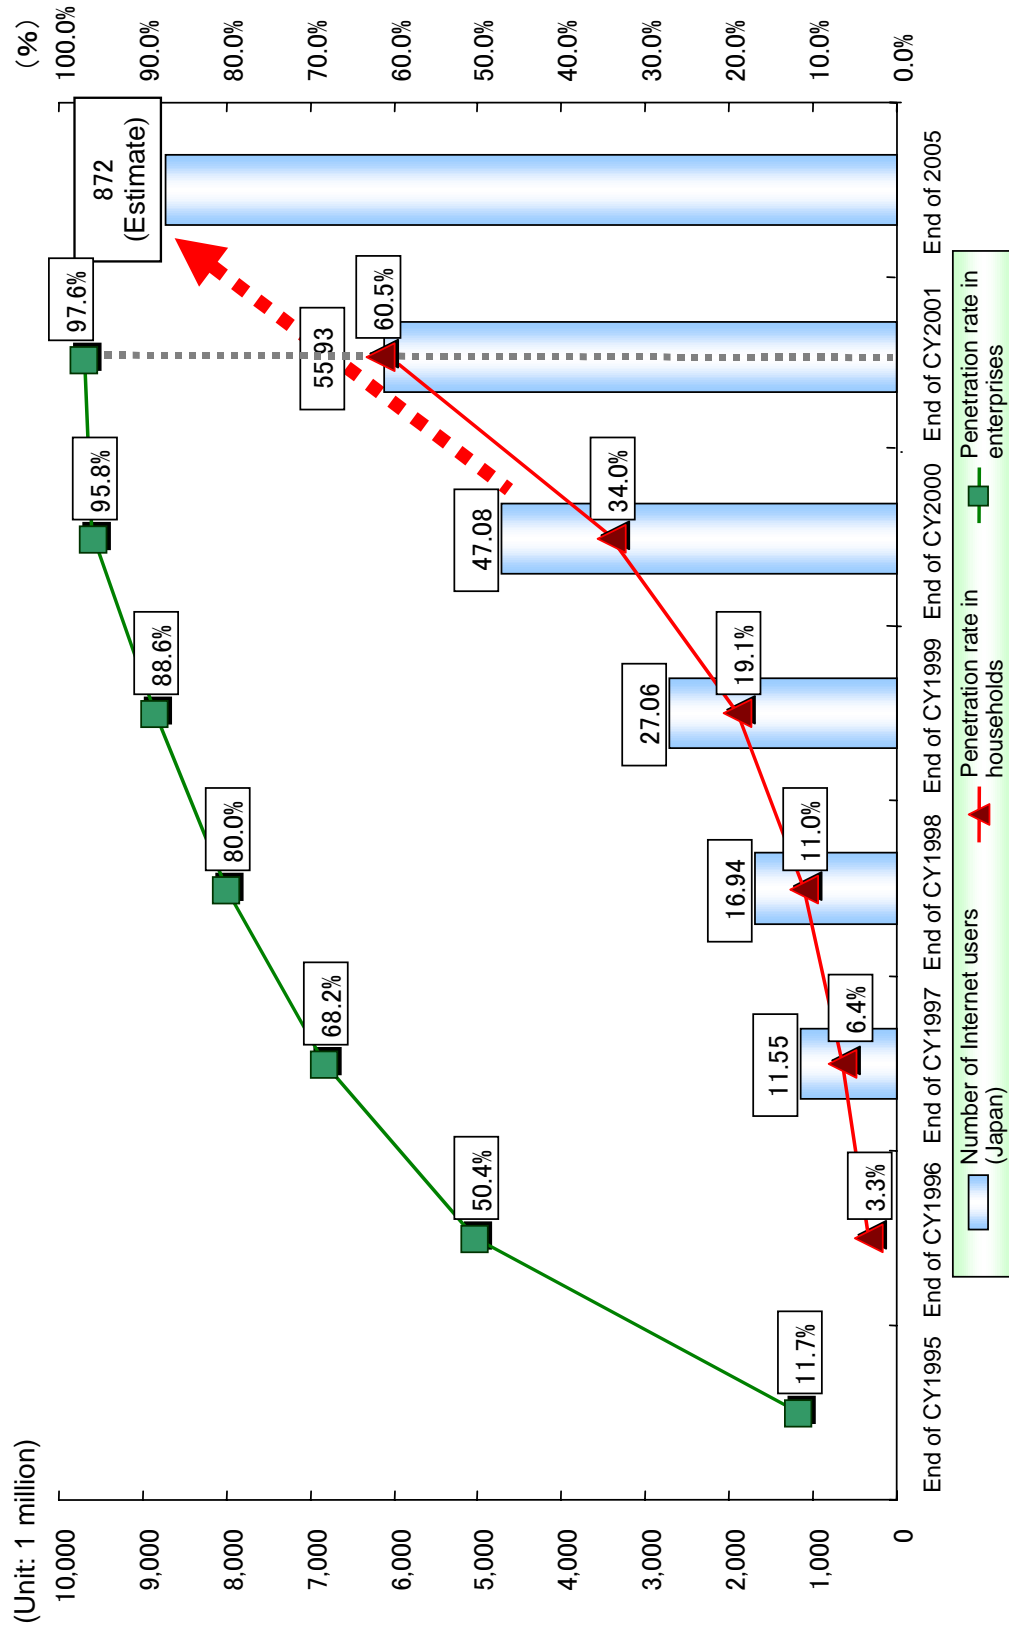 (Unit: 1 million)
(%)
10,000
9,000
8,000
7,000
6,000
5,000
4,000
3,000
2,000
1,000
0
100.0%
90.0%
80.0%
70.0%
60.0%
50.0%
40.0%
30.0%
20.0%
10.0%
0.0%
11.7%
50.4%
68.2%
80.0%
88.6%
95.8%
97.6%
872
(Estimate)
11.55
16.94
27.06
47.08
55.93
3.3%
6.4%
11.0%
19.1%
34.0%
60.5%
End of CY1995
End of CY1996
End of CY1997
End of CY1998
End of CY1999
End of CY2000
End of CY2001
End of 2005
Number of Internet users
(Japan)
Penetration rate in
households
Penetration rate in
enterprises